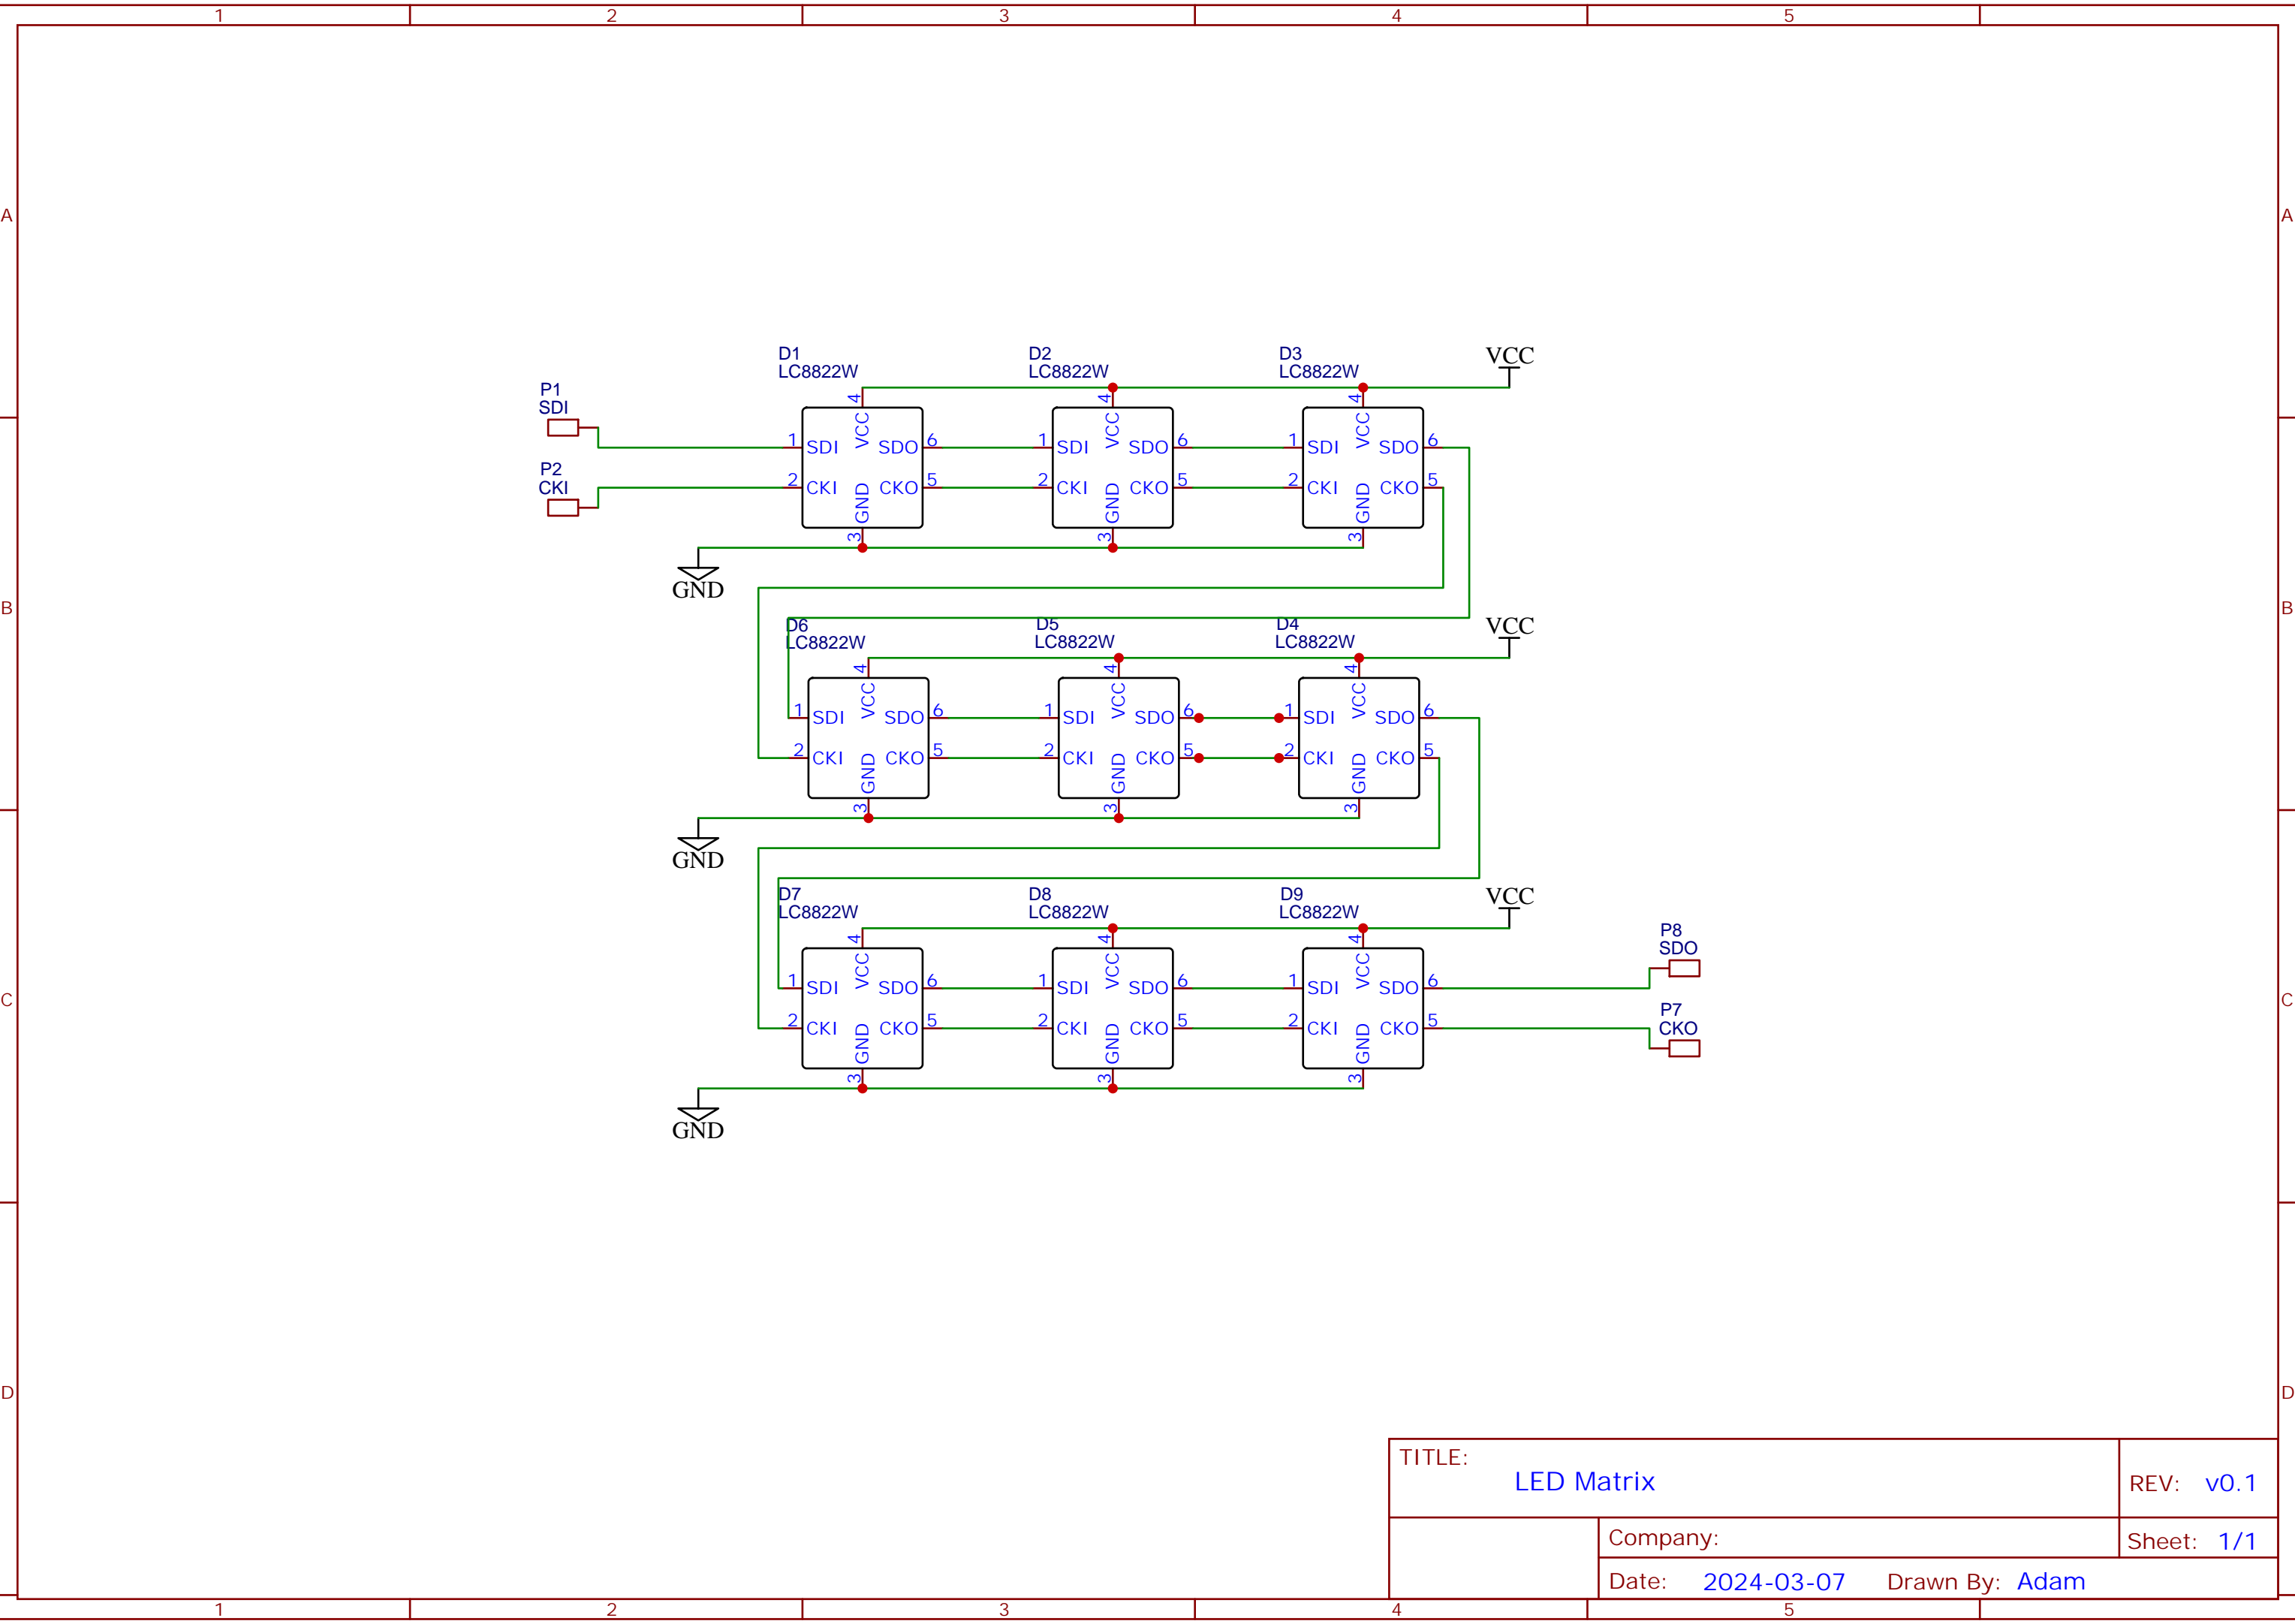 1 2 3 4 5
A A
D1 D2 D3 VCC
LC8822W LC8822W LC8822W
P1
SDI
4 4 4
VCC VCC VCC
1 SDI SDO 6 1 SDI SDO 6 1 SDI SDO 6
P2
CKI
2 CKI CKO 5 2 CKI CKO 5 2 CKI CKO 5
GND GND GND
3 3 3
GND
B B
D6 D5 D4 VCC
LC8822W LC8822W LC8822W
4 4 4
VCC VCC VCC
1 SDI SDO 6 1 SDI SDO 6 1 SDI SDO 6
2 CKI CKO 5 2 CKI CKO 5 2 CKI CKO 5
GND GND GND
3 3 3
GND
D7 D8 D9 VCC
LC8822W LC8822W LC8822W
P8
SDO
4 4 4
VCC VCC VCC
1 SDI SDO 6 1 SDI SDO 6 1 SDI SDO 6
C C
P7
CKO
2 CKI CKO 5 2 CKI CKO 5 2 CKI CKO 5
GND GND GND
3 3 3
GND
D D
TITLE:
LED Matrix
REV: v0.1
Company:
Sheet: 1/1
Date: 2024-03-07 Drawn By: Adam
1 2 3 4 5